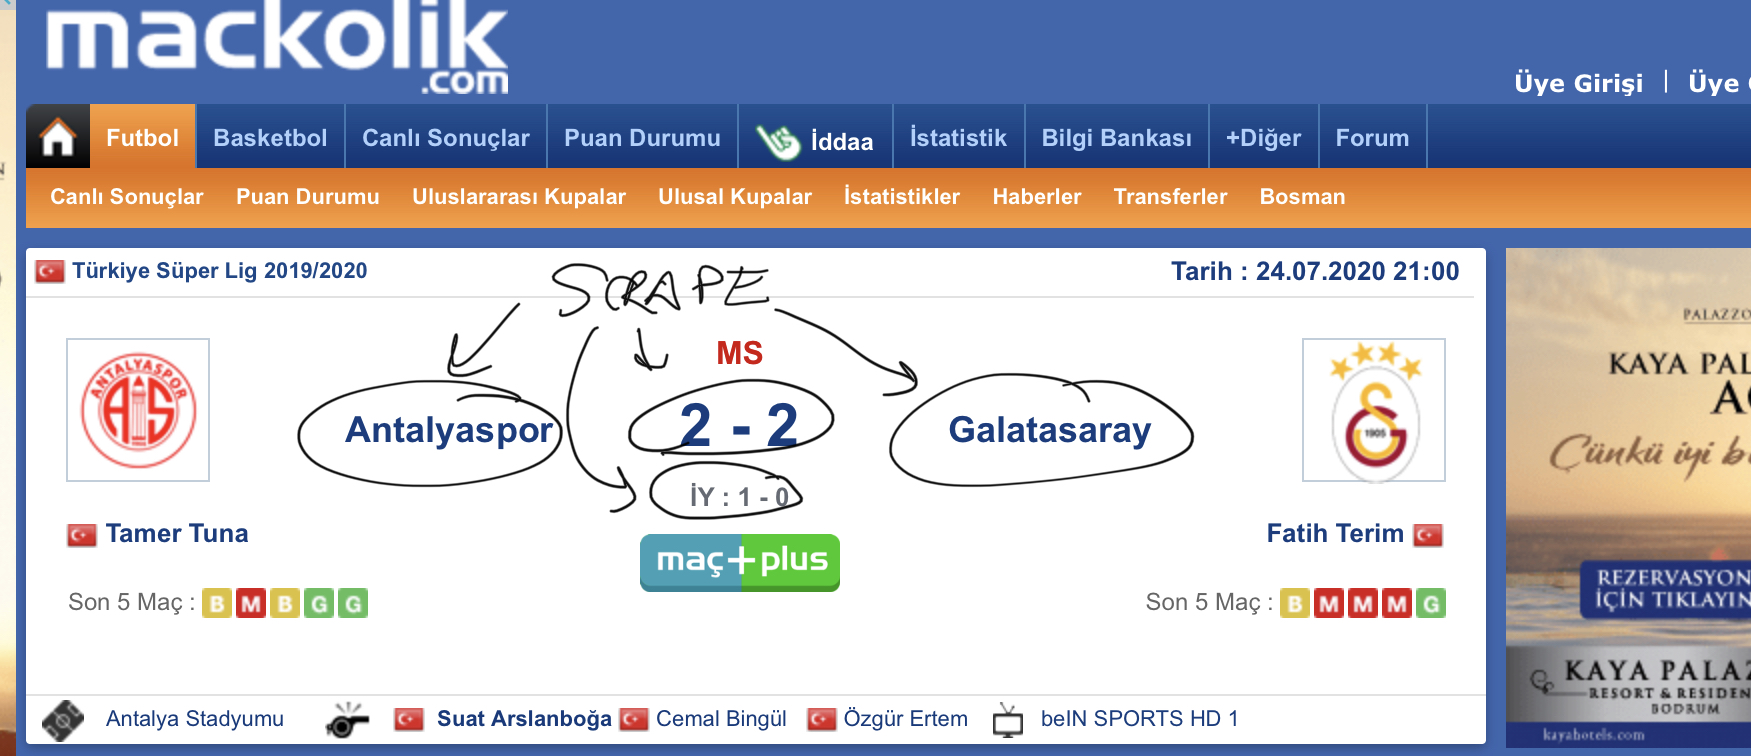 mackolik
.com
Üye Girişi | Üye
Futbol Basketbol Canlı Sonuçlar Puan Durumu İddaa İstatistik Bilgi Bankası +Diğer Forum
Canlı Sonuçlar Puan Durumu Uluslararası Kupalar Ulusal Kupalar İstatistikler Haberler Transferler Bosman
Türkiye Süper Lig 2019/2020
SCRAPE
Tarih : 24.07.2020 21:00
ANTALYASPOR
AS
MS
Antalyaspor
2 - 2
Galatasaray
1905
İY : 1 - 0
Tamer Tuna
Fatih Terim
maç+plus
Son 5 Maç : B M B G G
Son 5 Maç : B M M M G
Antalya Stadyumu
Suat Arslanboğa Cemal Bingül Özgür Ertem
beIN SPORTS HD 1
KAYA
Çünkü iyi
REZERVASYON
İÇİN TIKLAYIN
KAYA
RESORT &
BODRUM
kayahotels.com